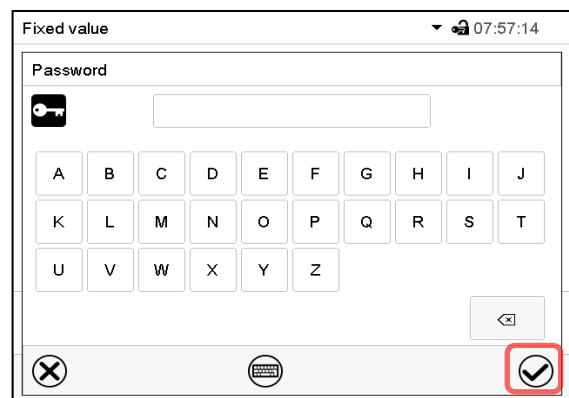 Fixed value 07:57:14
Password
A B C D E F G H I J
K L M N O P Q R S T
U V W X Y Z